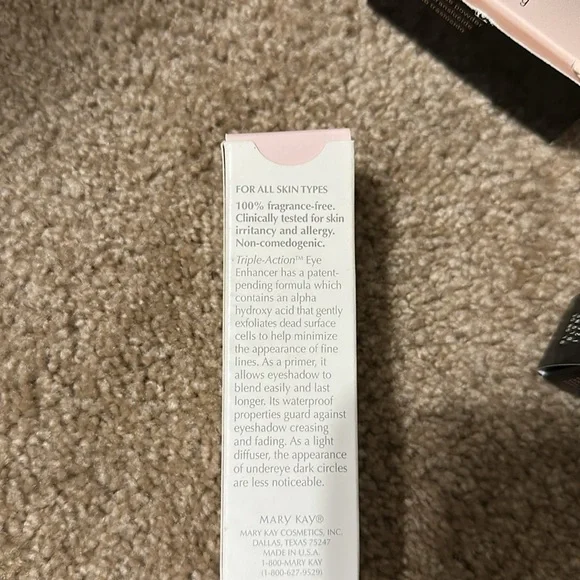 FOR ALL SKIN TYPES
100% fragrance-free.
Clinically tested for skin
irritancy and allergy.
Non-comedogenic.
Triple-Action™ Eye
Enhancer has a patent-
pending formula which
contains an alpha
hydroxy acid that gently
exfoliates dead surface
cells to help minimize
the appearance of fine
lines. As a primer, it
allows eyeshadow to
blend easily and last
longer. Its waterproof
properties guard against
eyeshadow creasing
and fading. As a light
diffuser, the appearance
of undereye dark circles
are less noticeable.
MARY KAY®
MARY KAY COSMETICS, INC.
DALLAS, TEXAS 75247
MADE IN U.S.A.
1-800-MARY KAY
(1-800-627-9529)